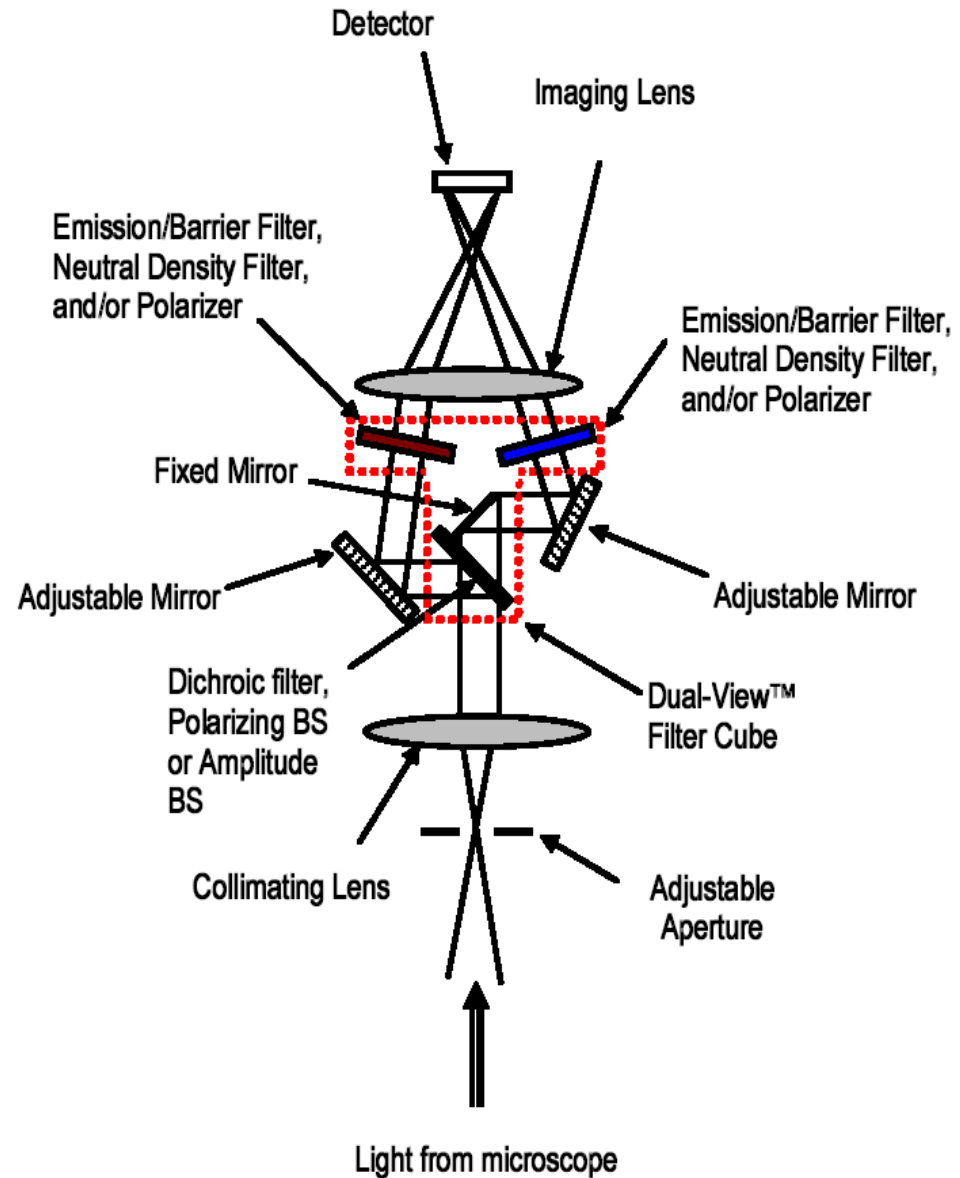 Detector
Imaging Lens
Emission/Barrier Filter,
Neutral Density Filter,
and/or Polarizer
Emission/Barrier Filter,
Neutral Density Filter,
and/or Polarizer
Fixed Mirror
Adjustable Mirror
Adjustable Mirror
Dichroic filter,
Polarizing BS
or Amplitude
BS
Dual-View™
Filter Cube
Collimating Lens
Adjustable
Aperture
Light from microscope